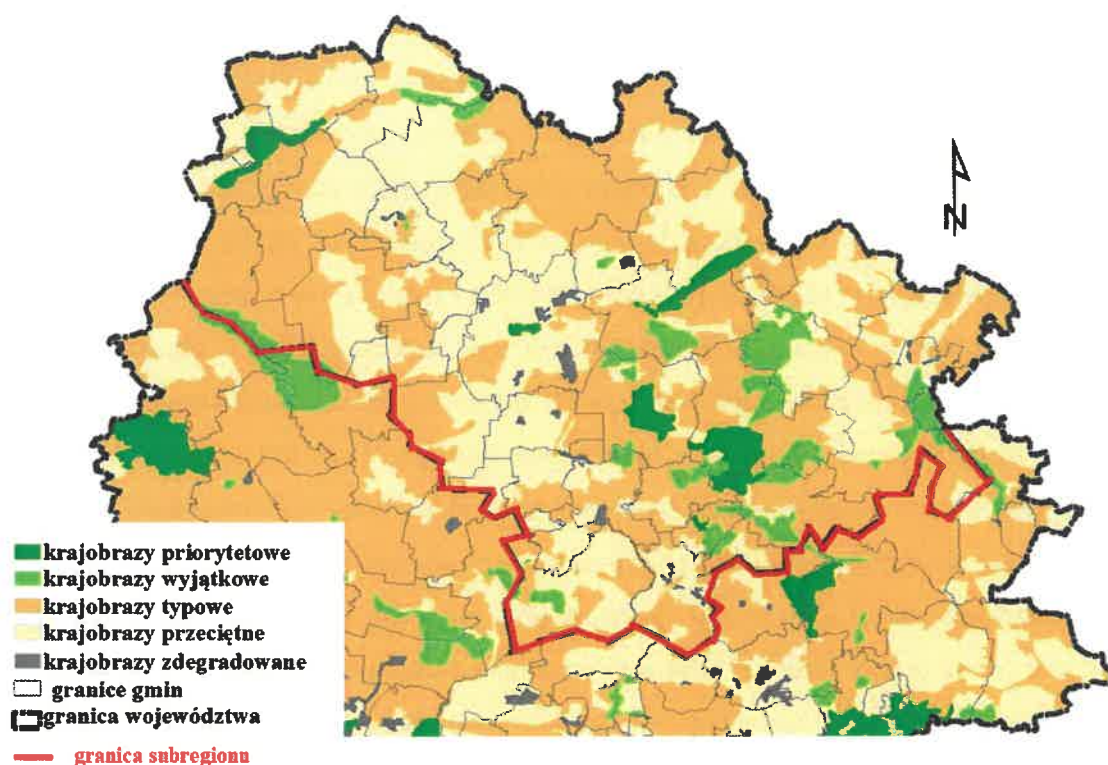 N
krajobrazy priorytetowe
krajobrazy wyjątkowe
krajobrazy typowe
krajobrazy przeciętne
krajobrazy zdegradowane
granice gmin
granica województwa
granica subregionu